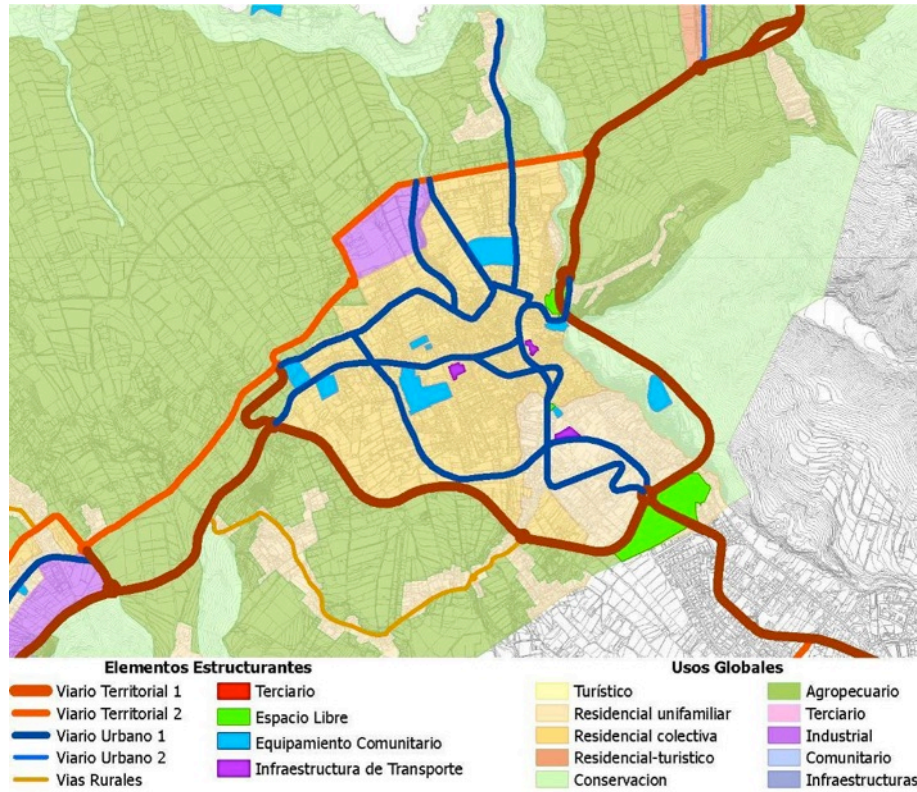 Elementos Estructurantes
Viario Territorial 1
Viario Territorial 2
Viario Urbano 1
Viario Urbano 2
Vias Rurales
Terciario
Espacio Libre
Equipamiento Comunitario
Infraestructura de Transporte
Usos Globales
Turístico
Residencial unifamiliar
Residencial colectiva
Residencial-turistico
Conservacion
Agropecuario
Terciario
Industrial
Comunitario
Infraestructuras